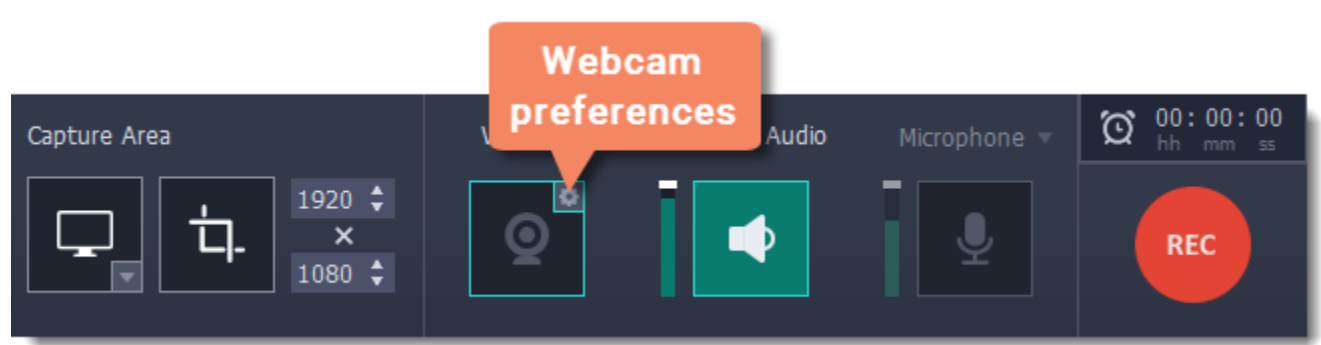 Webcam
preferences
Capture Area
Audio
Microphone
00: 00: 00
hh mm ss
1920
1080
REC